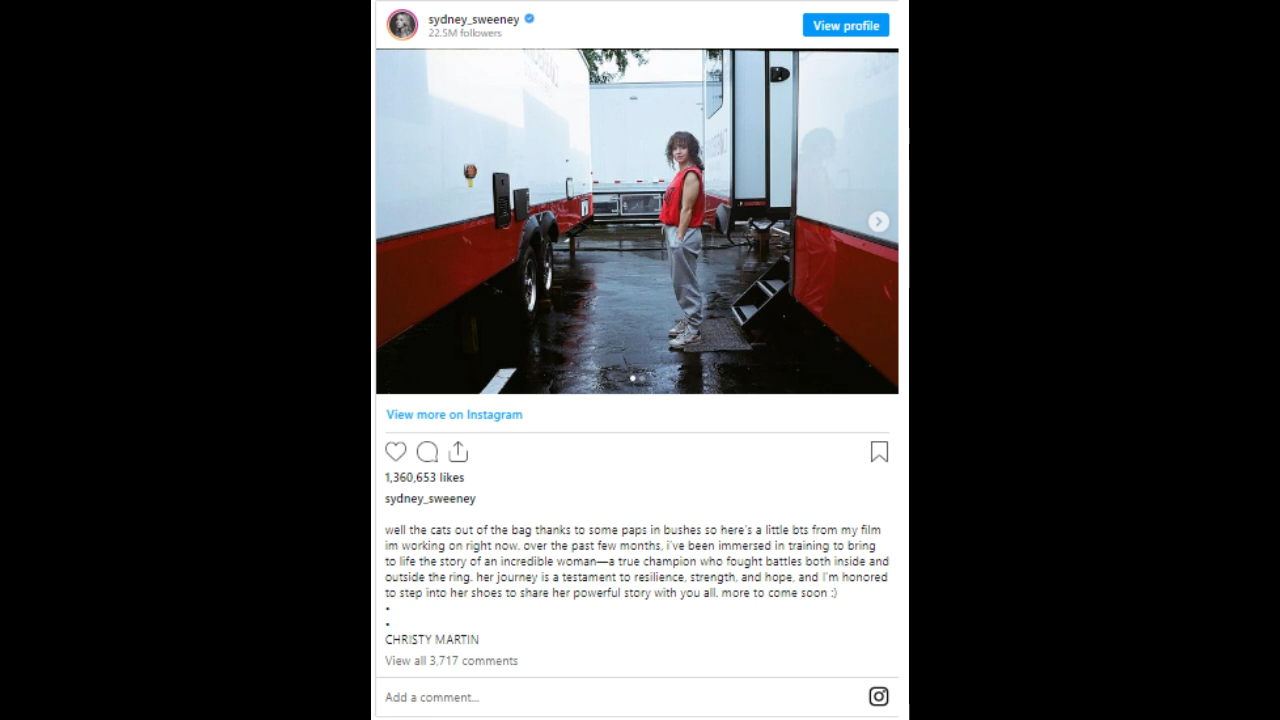 sydney_sweeney
22.5M followers
View profile
View more on Instagram
1,360,653 likes
sydney_sweeney
well the cats out of the bag thanks to some paps in bushes so here's a little bts from my film
im working on right now. over the past few months, i've been immersed in training to bring
to life the story of an incredible woman—a true champion who fought battles both inside and
outside the ring. her journey is a testament to resilience, strength, and hope, and I'm honored
to step into her shoes to share her powerful story with you all. more to come soon :)
•
•
CHRISTY MARTIN
View all 3,717 comments
Add a comment...